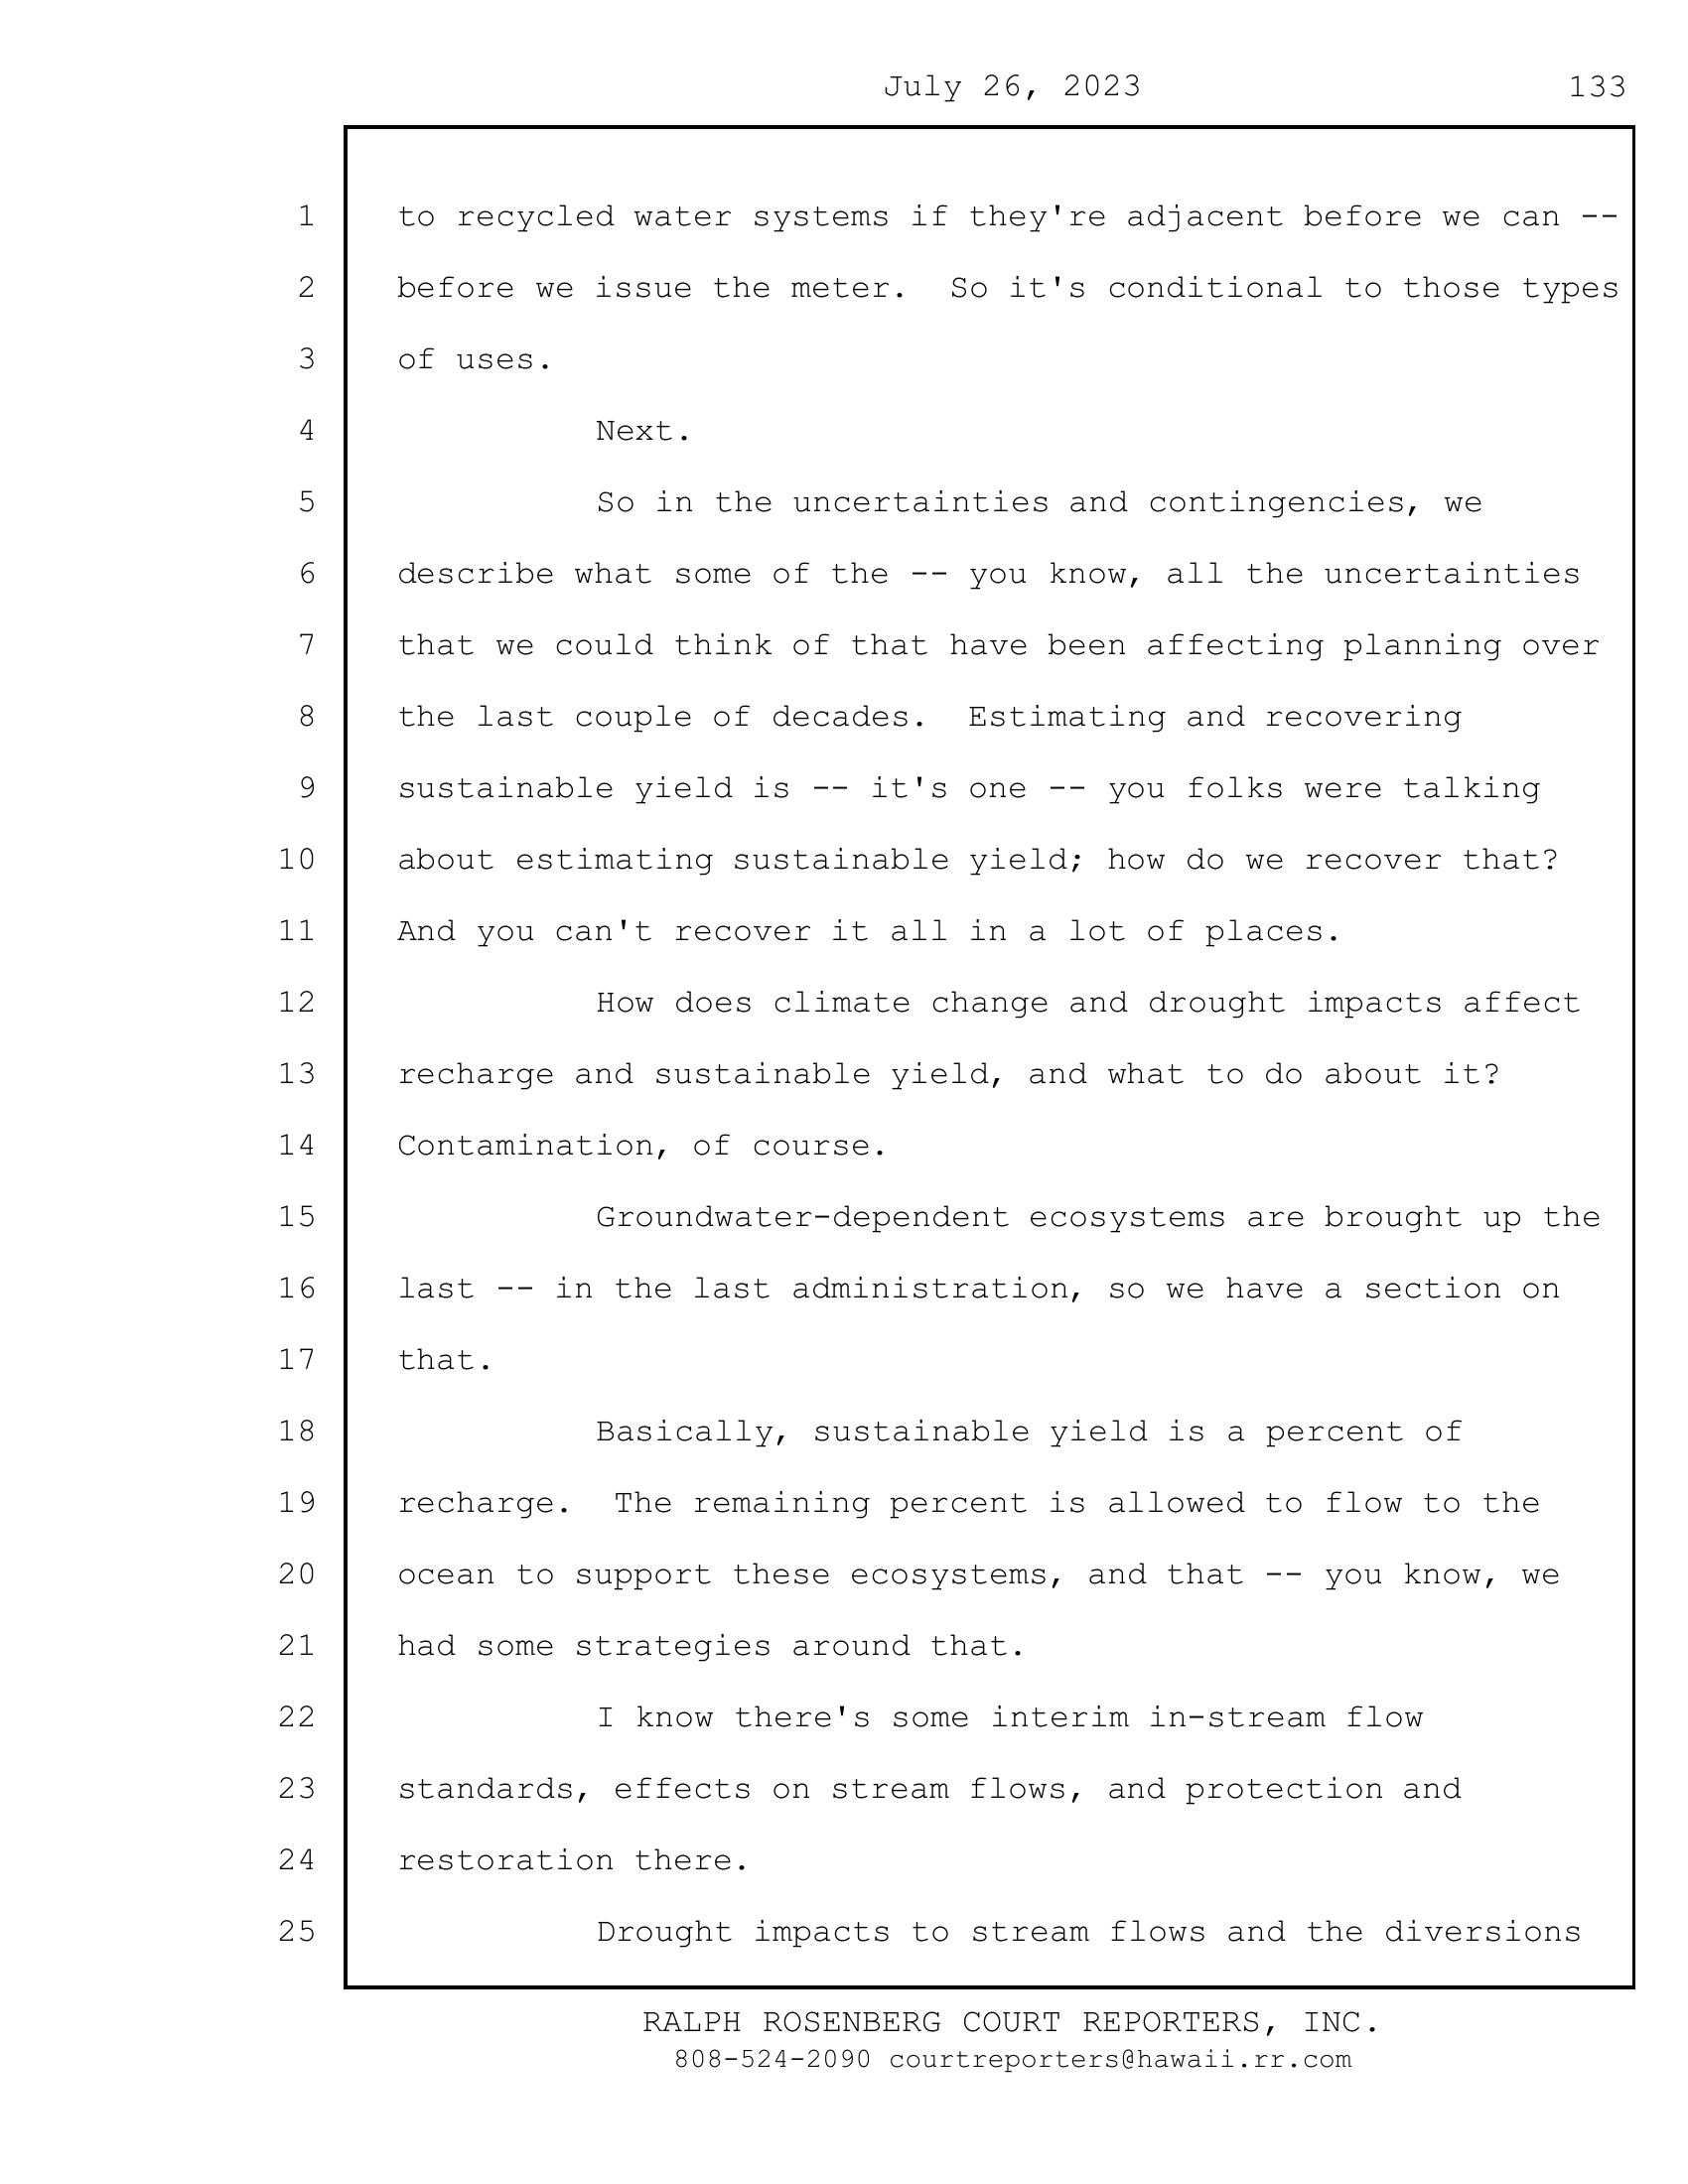 July 26, 2023 133
1 to recycled water systems if they're adjacent before we can --
2 before we issue the meter.  So it's conditional to those types
3 of uses.
4 Next.
5 So in the uncertainties and contingencies, we
6 describe what some of the -- you know, all the uncertainties
7 that we could think of that have been affecting planning over
8 the last couple of decades.  Estimating and recovering
9 sustainable yield is -- it's one -- you folks were talking
10 about estimating sustainable yield; how do we recover that?
11 And you can't recover it all in a lot of places.
12 How does climate change and drought impacts affect
13 recharge and sustainable yield, and what to do about it?
14 Contamination, of course.
15 Groundwater-dependent ecosystems are brought up the
16 last -- in the last administration, so we have a section on
17 that.
18 Basically, sustainable yield is a percent of
19 recharge.  The remaining percent is allowed to flow to the
20 ocean to support these ecosystems, and that -- you know, we
21 had some strategies around that.
22 I know there's some interim in-stream flow
23 standards, effects on stream flows, and protection and
24 restoration there.
25 Drought impacts to stream flows and the diversions
RALPH ROSENBERG COURT REPORTERS, INC.
808-524-2090 courtreporters@hawaii.rr.com